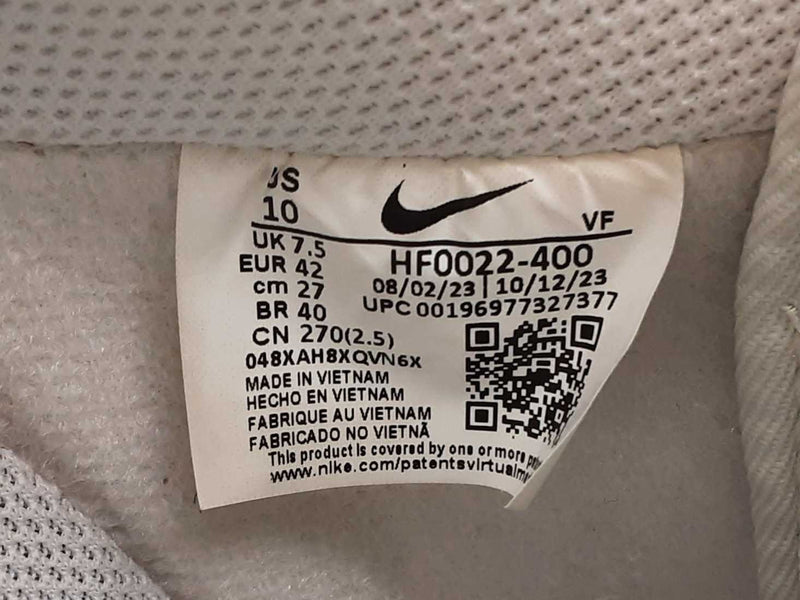 US
10
VF
UK 7.5
EUR 42
cm 27
BR 40
CN 270(2.5)
HF0022-400
08/02/23 | 10/12/23
UPC 00196977327377
048XAH8XQVN6X
MADE IN VIETNAM
HECHO EN VIETNAM
FABRIQUE AU VIETNAM
FABRICADO NO VIETNÃ
This product is covered by one or more
www.nike.com/patentsvirtualm